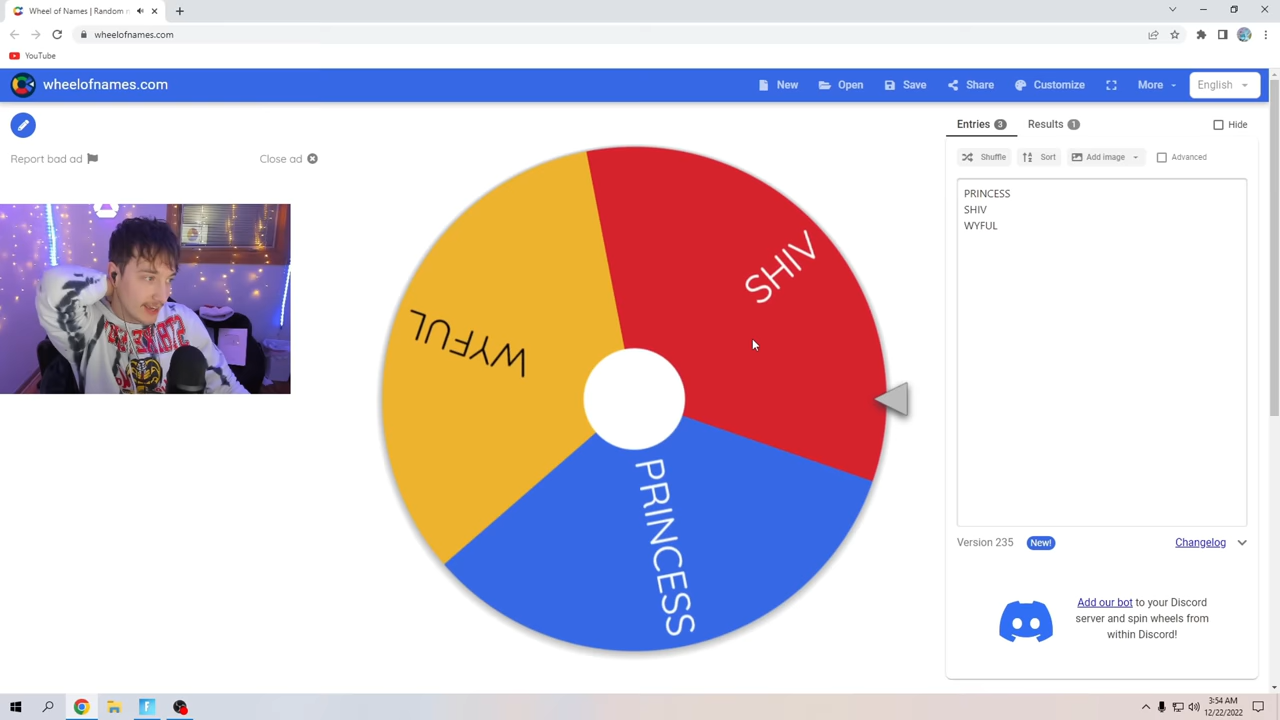 Wheel of Names | Random n
wheelofnames.com
YouTube
wheelofnames.com
New
Open
Save
Share
Customize
More
English
Report bad ad
Close ad
Entries 3
Results 1
Hide
Shuffle
Sort
Add image
Advanced
PRINCESS
SHIV
WYFUL
SHIV
WYFUL
PRINCESS
Version 235
New!
Changelog
Add our bot to your Discord
server and spin wheels from
within Discord!
3:54 AM
12/22/2022